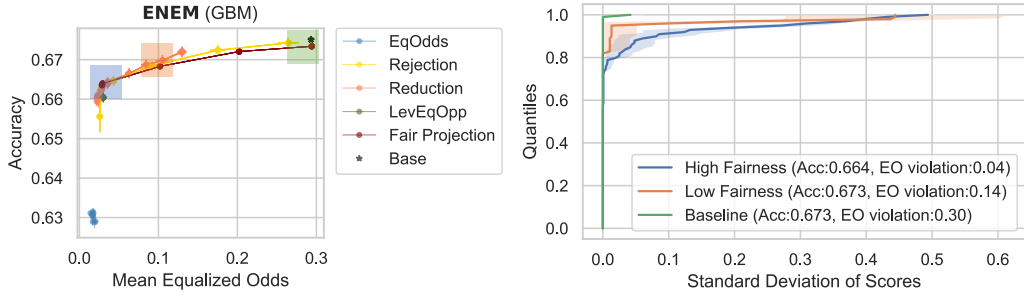 ENEM (GBM)
Accuracy
0.67
0.66
0.65
0.64
0.63
0.0
0.1
0.2
0.3
Mean Equalized Odds
EqOdds
Rejection
Reduction
LevEqOpp
Fair Projection
Base
Quantiles
1.0
0.8
0.6
0.4
0.2
0.0
High Fairness (Acc:0.664, EO violation:0.04)
Low Fairness (Acc:0.673, EO violation:0.14)
Baseline (Acc:0.673, EO violation:0.30)
0.0
0.1
0.2
0.3
0.4
0.5
0.6
Standard Deviation of Scores